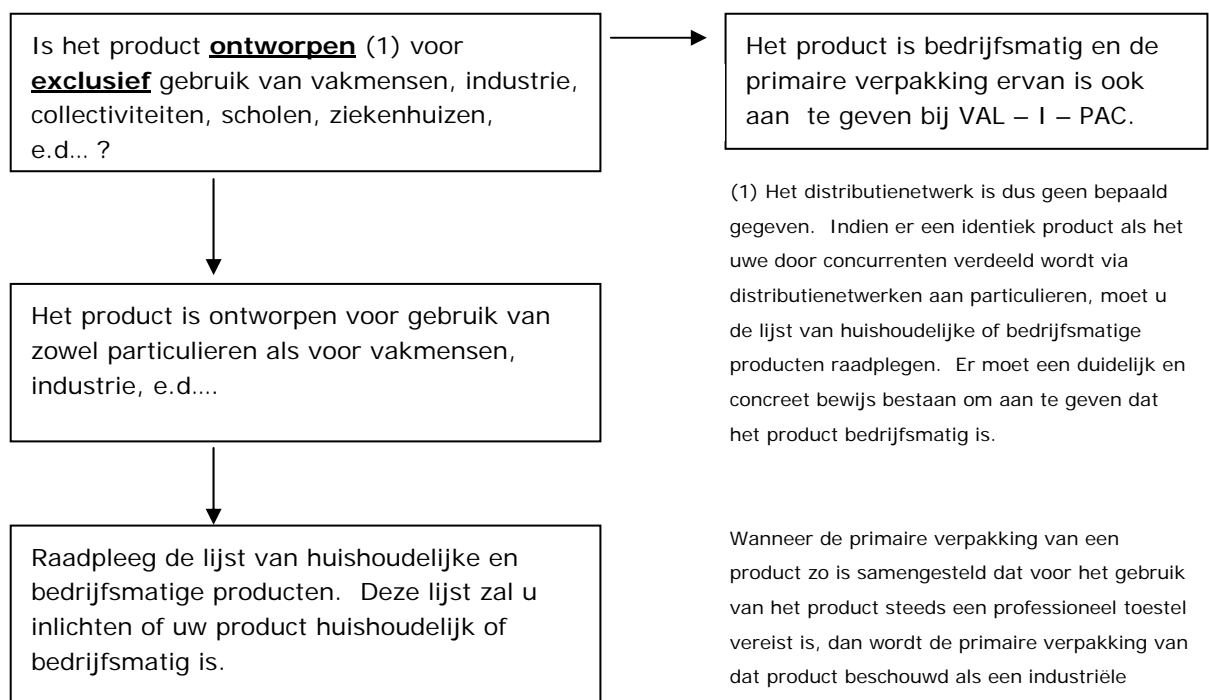 Is het product ontworpen (1) voor
exclusief gebruik van vakmensen, industrie,
collectiviteiten, scholen, ziekenhuizen,
e.d... ?
Het product is bedrijfsmatig en de
primaire verpakking ervan is ook
aan te geven bij VAL – I – PAC.
(1) Het distributienetwerk is dus geen bepaald
gegeven. Indien er een identiek product als het
uwe door concurrenten verdeeld wordt via
distributienetwerken aan particulieren, moet u
de lijst van huishoudelijke of bedrijfsmatige
producten raadplegen. Er moet een duidelijk en
concreet bewijs bestaan om aan te geven dat
het product bedrijfsmatig is.
Het product is ontworpen voor gebruik van
zowel particulieren als voor vakmensen,
industrie, e.d....
Raadpleeg de lijst van huishoudelijke en
bedrijfsmatige producten. Deze lijst zal u
inlichten of uw product huishoudelijk of
bedrijfsmatig is.
Wanneer de primaire verpakking van een
product zo is samengesteld dat voor het gebruik
van het product steeds een professioneel toestel
vereist is, dan wordt de primaire verpakking van
dat product beschouwd als een industriële